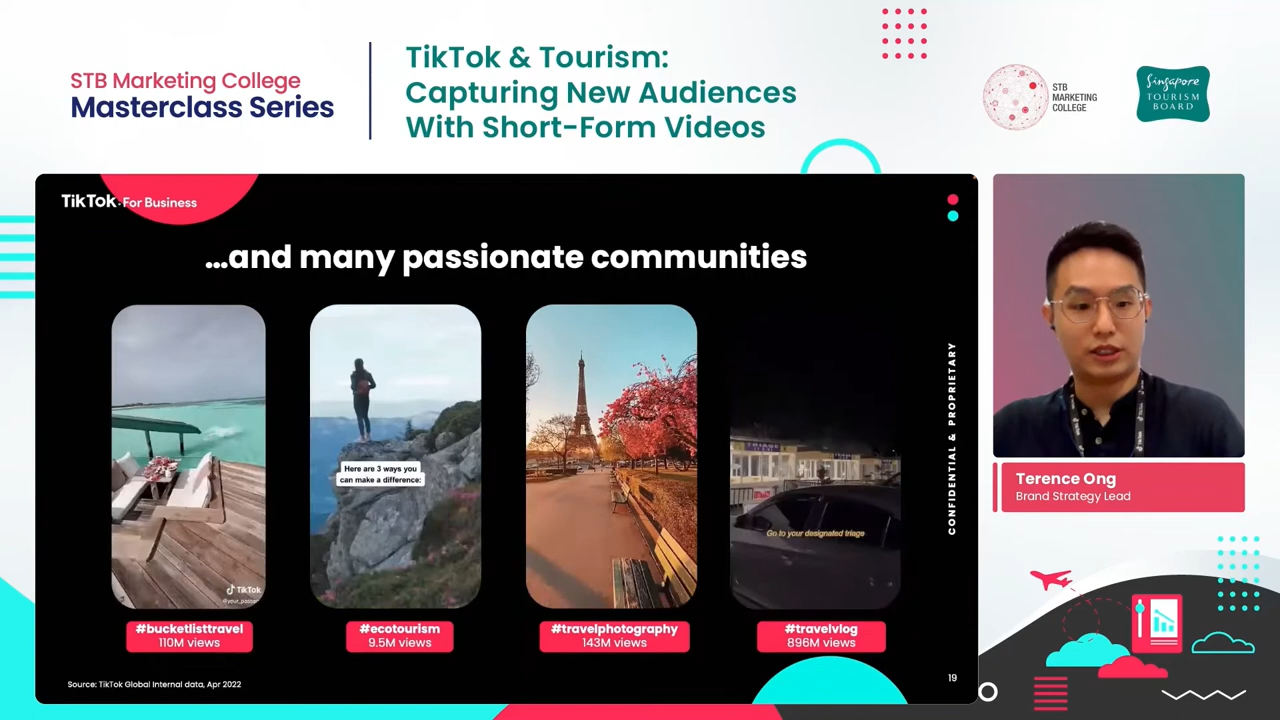 STB Marketing College
Masterclass Series
TikTok & Tourism:
Capturing New Audiences
With Short-Form Videos
STB
MARKETING
COLLEGE
Singapore
TOURISM
BOARD
TikTok: For Business
...and many passionate communities
Here are 3 ways you
can make a difference:
Go to your designated triage
TikTok
#bucketlisttravel
110M views
#ecotourism
9.5M views
#travelphotography
143M views
#travelvlog
896M views
Source: TikTok Global Internal data, Apr 2022
19
CONFIDENTIAL & PROPRIETARY
Terence Ong
Brand Strategy Lead